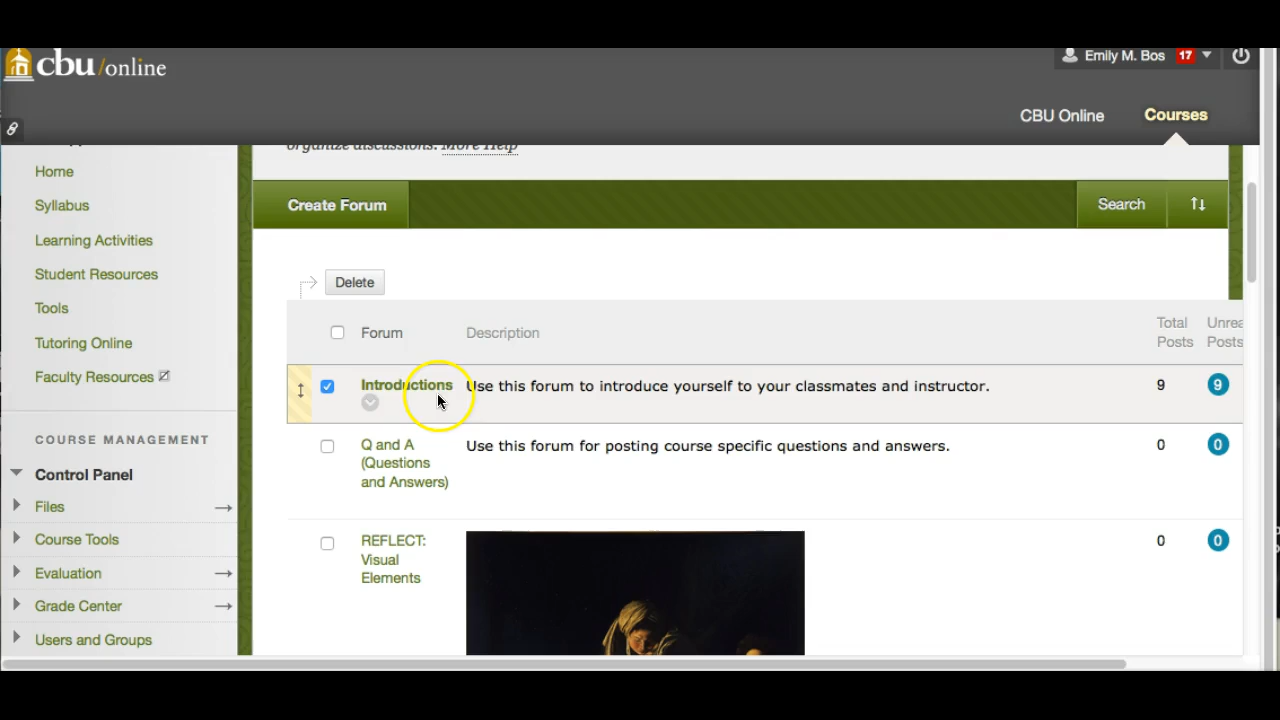 cbu/online
Emily M. Bos 17
CBU Online Courses
organize discussions. More Help
Home
Syllabus
Learning Activities
Student Resources
Tools
Tutoring Online
Faculty Resources
COURSE MANAGEMENT
Control Panel
Files
Course Tools
Evaluation
Grade Center
Users and Groups
Create Forum Search
Delete
Forum Description Total Posts
Posts
Introductions Use this forum to introduce yourself to your classmates and instructor. 9 9
Q and A
(Questions
and Answers)
Use this forum for posting course specific questions and answers. 0 0
REFLECT:
Visual
Elements
0 0